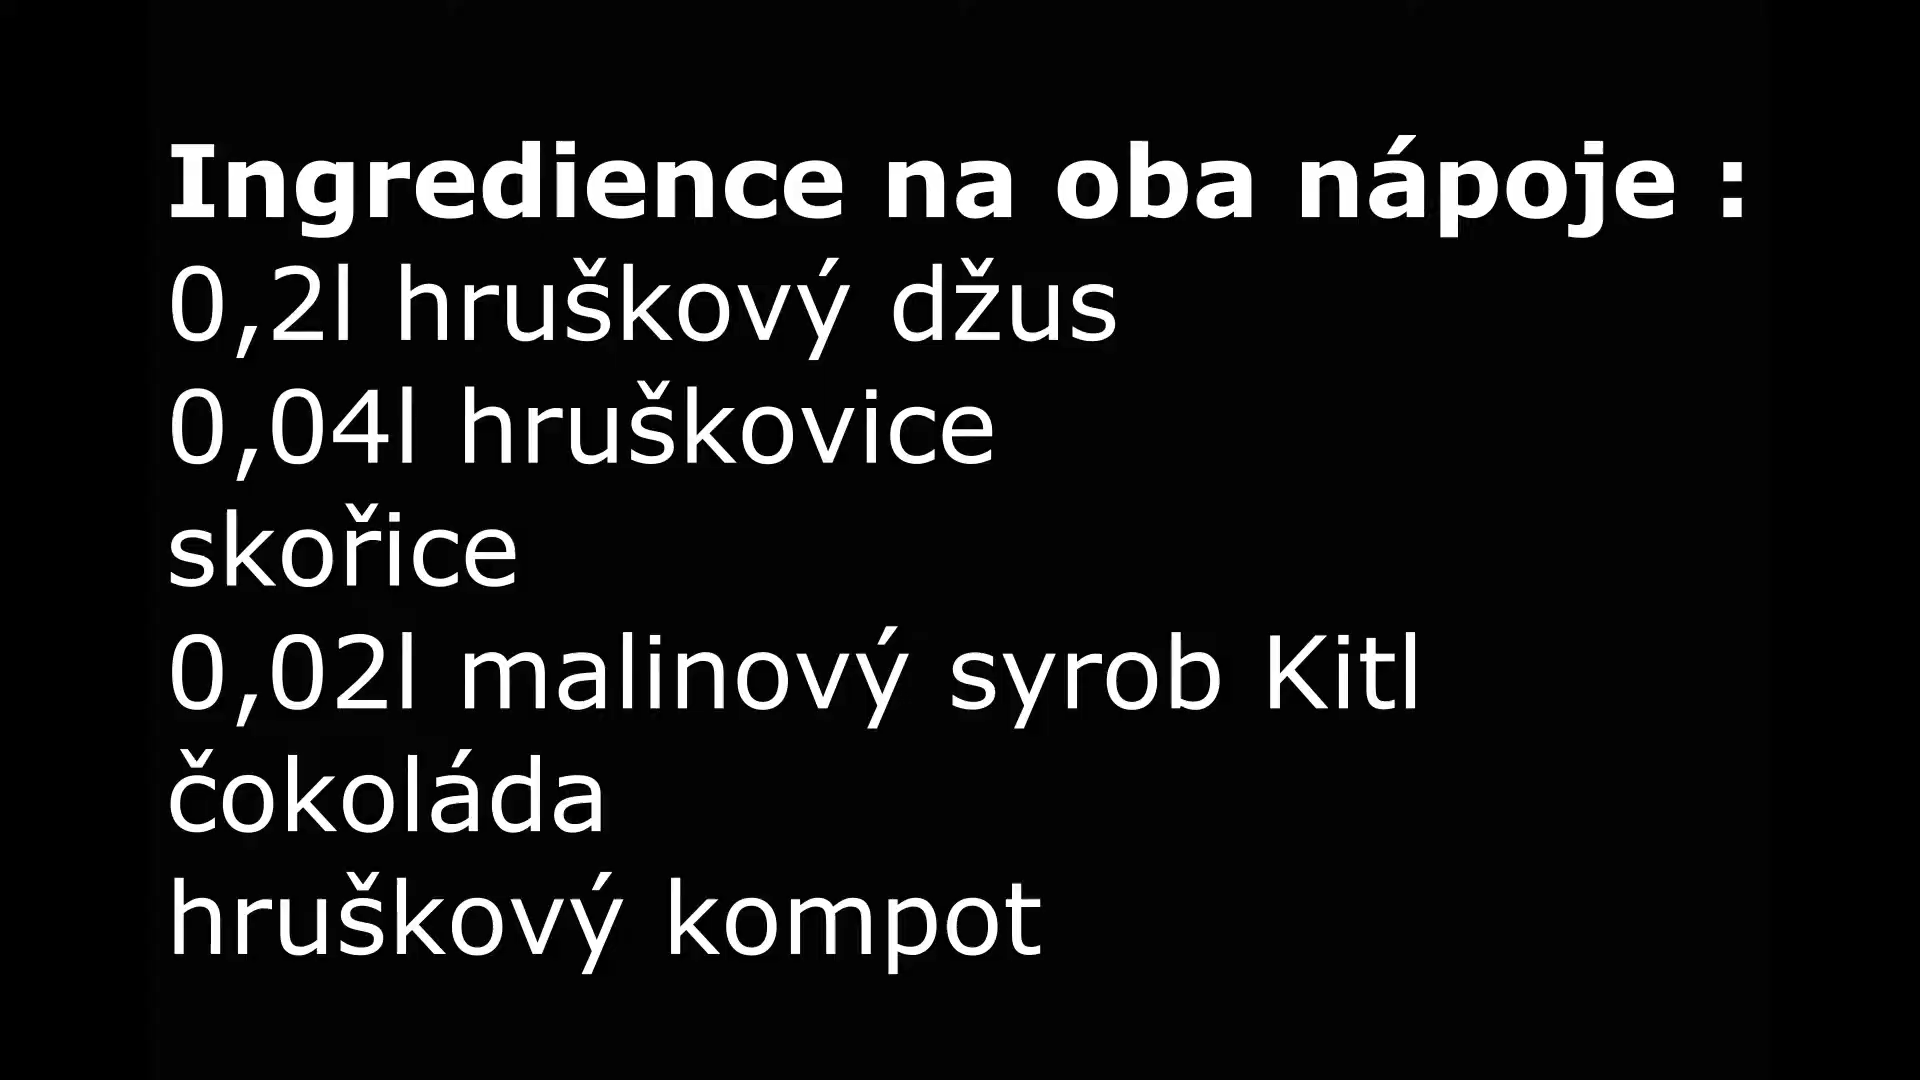 Ingredience na oba nápoje :
0,2l hruškový džus
0,04l hruškovice
skořice
0,02l malinový syrob Kitl
čokoláda
hruškový kompot